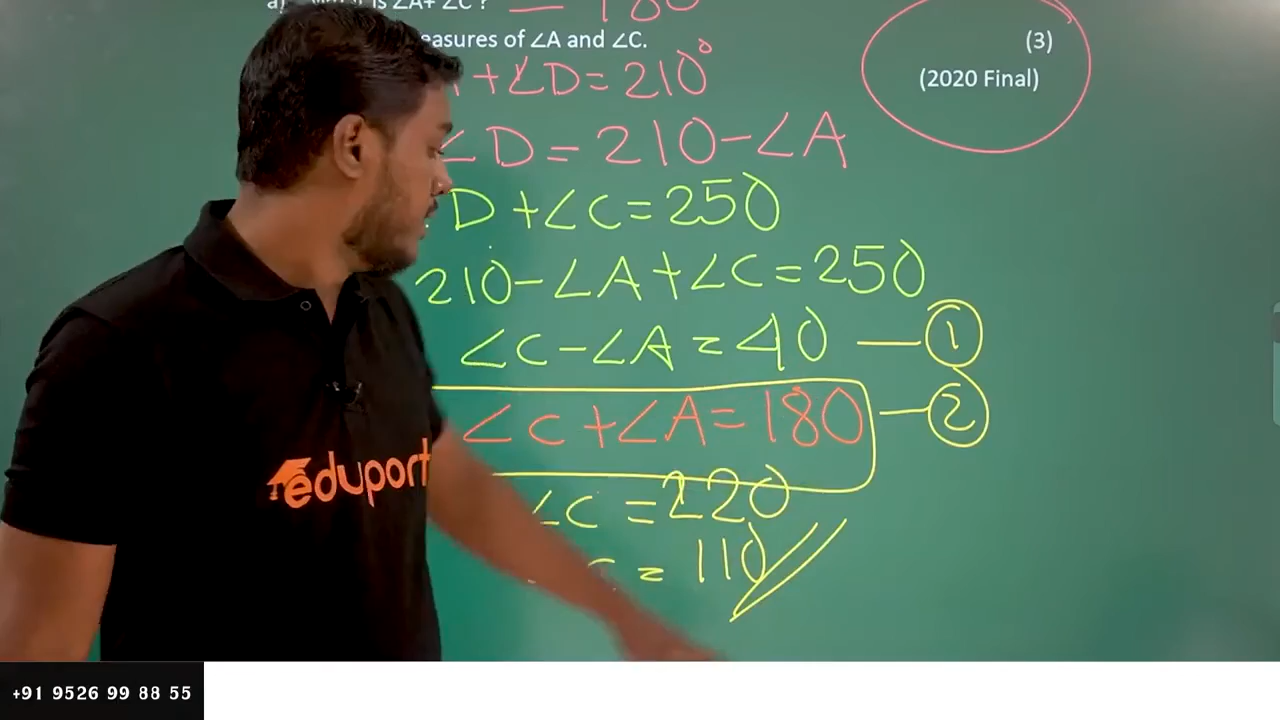 a) is ∠A+ ∠C ? — 180
easures of ∠A and ∠C.
(3)
(2020 Final)
+∠D=210°
∠D=210-∠A
D+∠C=250
210-∠A+∠C=250
∠C-∠A=40 — ①
∠C+∠A=180 — ②
∠C=220
C=110
eduport
+91 9526 99 88 55